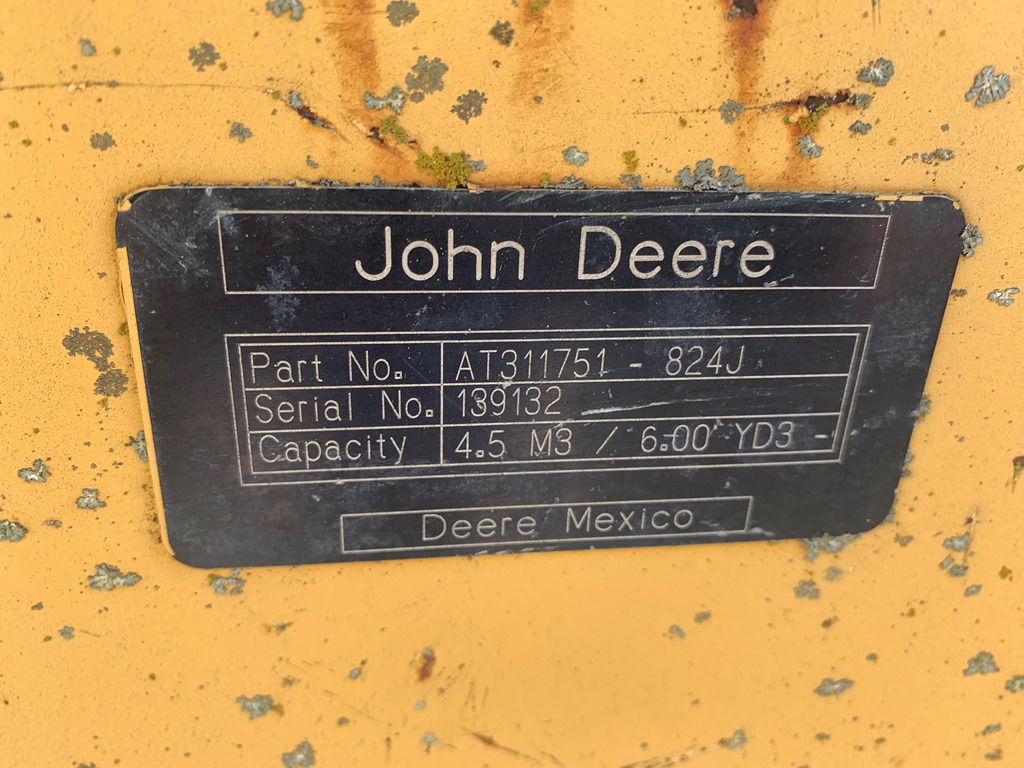 John Deere
Part No. AT311751 - 824J
Serial No. 139132
Capacity 4.5 M3 / 6.00 YD3 -
Deere Mexico